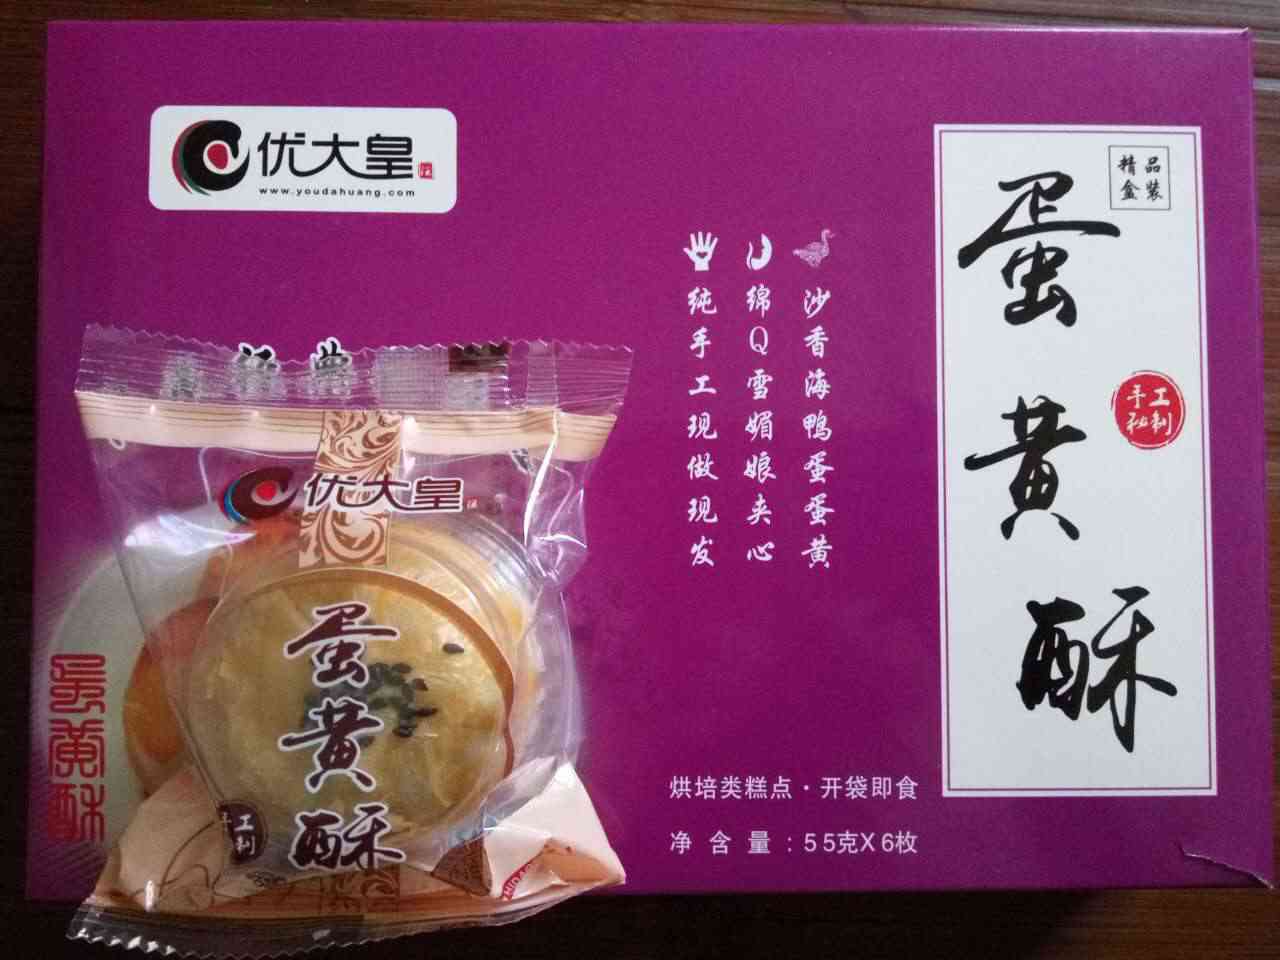 优大皇
www.youdahuang.com
精品
盒装
蛋黄酥
手工
秘制
沙香海鸭蛋蛋黄
绵Q雪媚娘夹心
纯手工现做现发
烘培类糕点·开袋即食
净含量:55克X6枚
优大皇
蛋黄酥
手工
制
蛋黄酥